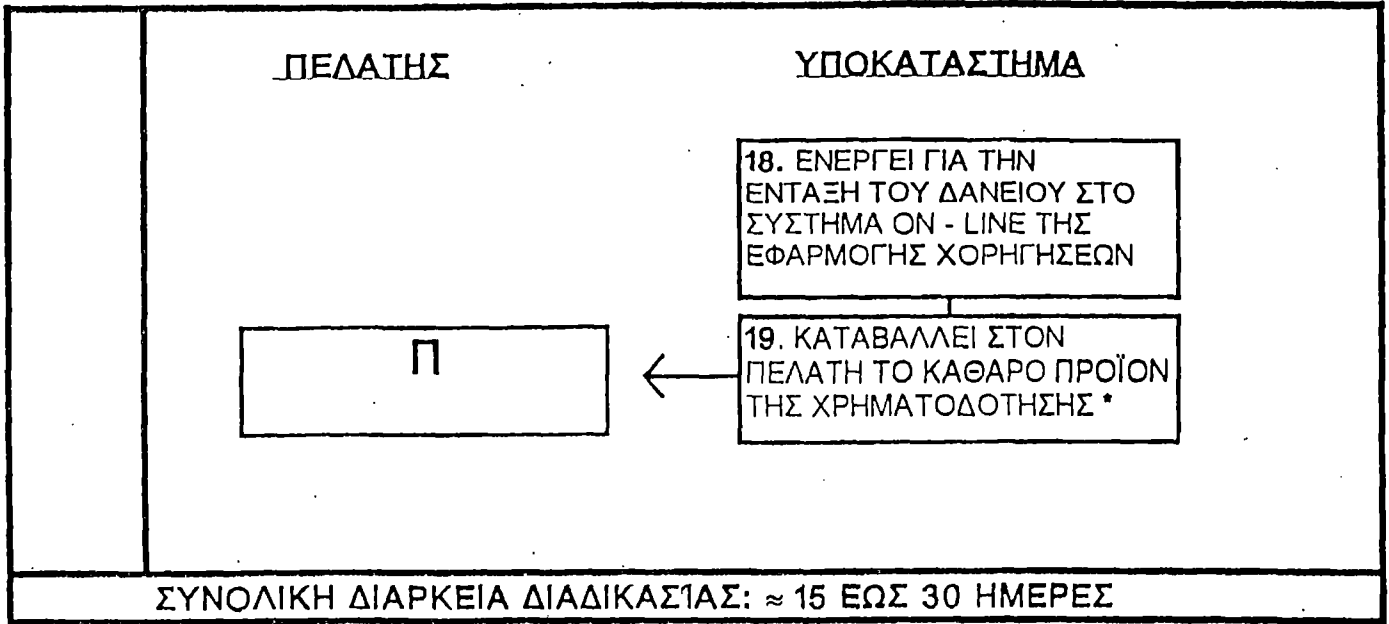 ΠΕΛΑΤΗΣ
ΥΠΟΚΑΤΑΣΤΗΜΑ
18. ΕΝΕΡΓΕΙ ΓΙΑ ΤΗΝ
ΕΝΤΑΞΗ ΤΟΥ ΔΑΝΕΙΟΥ ΣΤΟ
ΣΥΣΤΗΜΑ ON - LINE ΤΗΣ
ΕΦΑΡΜΟΓΗΣ ΧΟΡΗΓΗΣΕΩΝ
Π
19. ΚΑΤΑΒΑΛΛΕΙ ΣΤΟΝ
ΠΕΛΑΤΗ ΤΟ ΚΑΘΑΡΟ ΠΡΟΪΟΝ
ΤΗΣ ΧΡΗΜΑΤΟΔΟΤΗΣΗΣ *
ΣΥΝΟΛΙΚΗ ΔΙΑΡΚΕΙΑ ΔΙΑΔΙΚΑΣΊΑΣ: ≈ 15 ΕΩΣ 30 ΗΜΕΡΕΣ